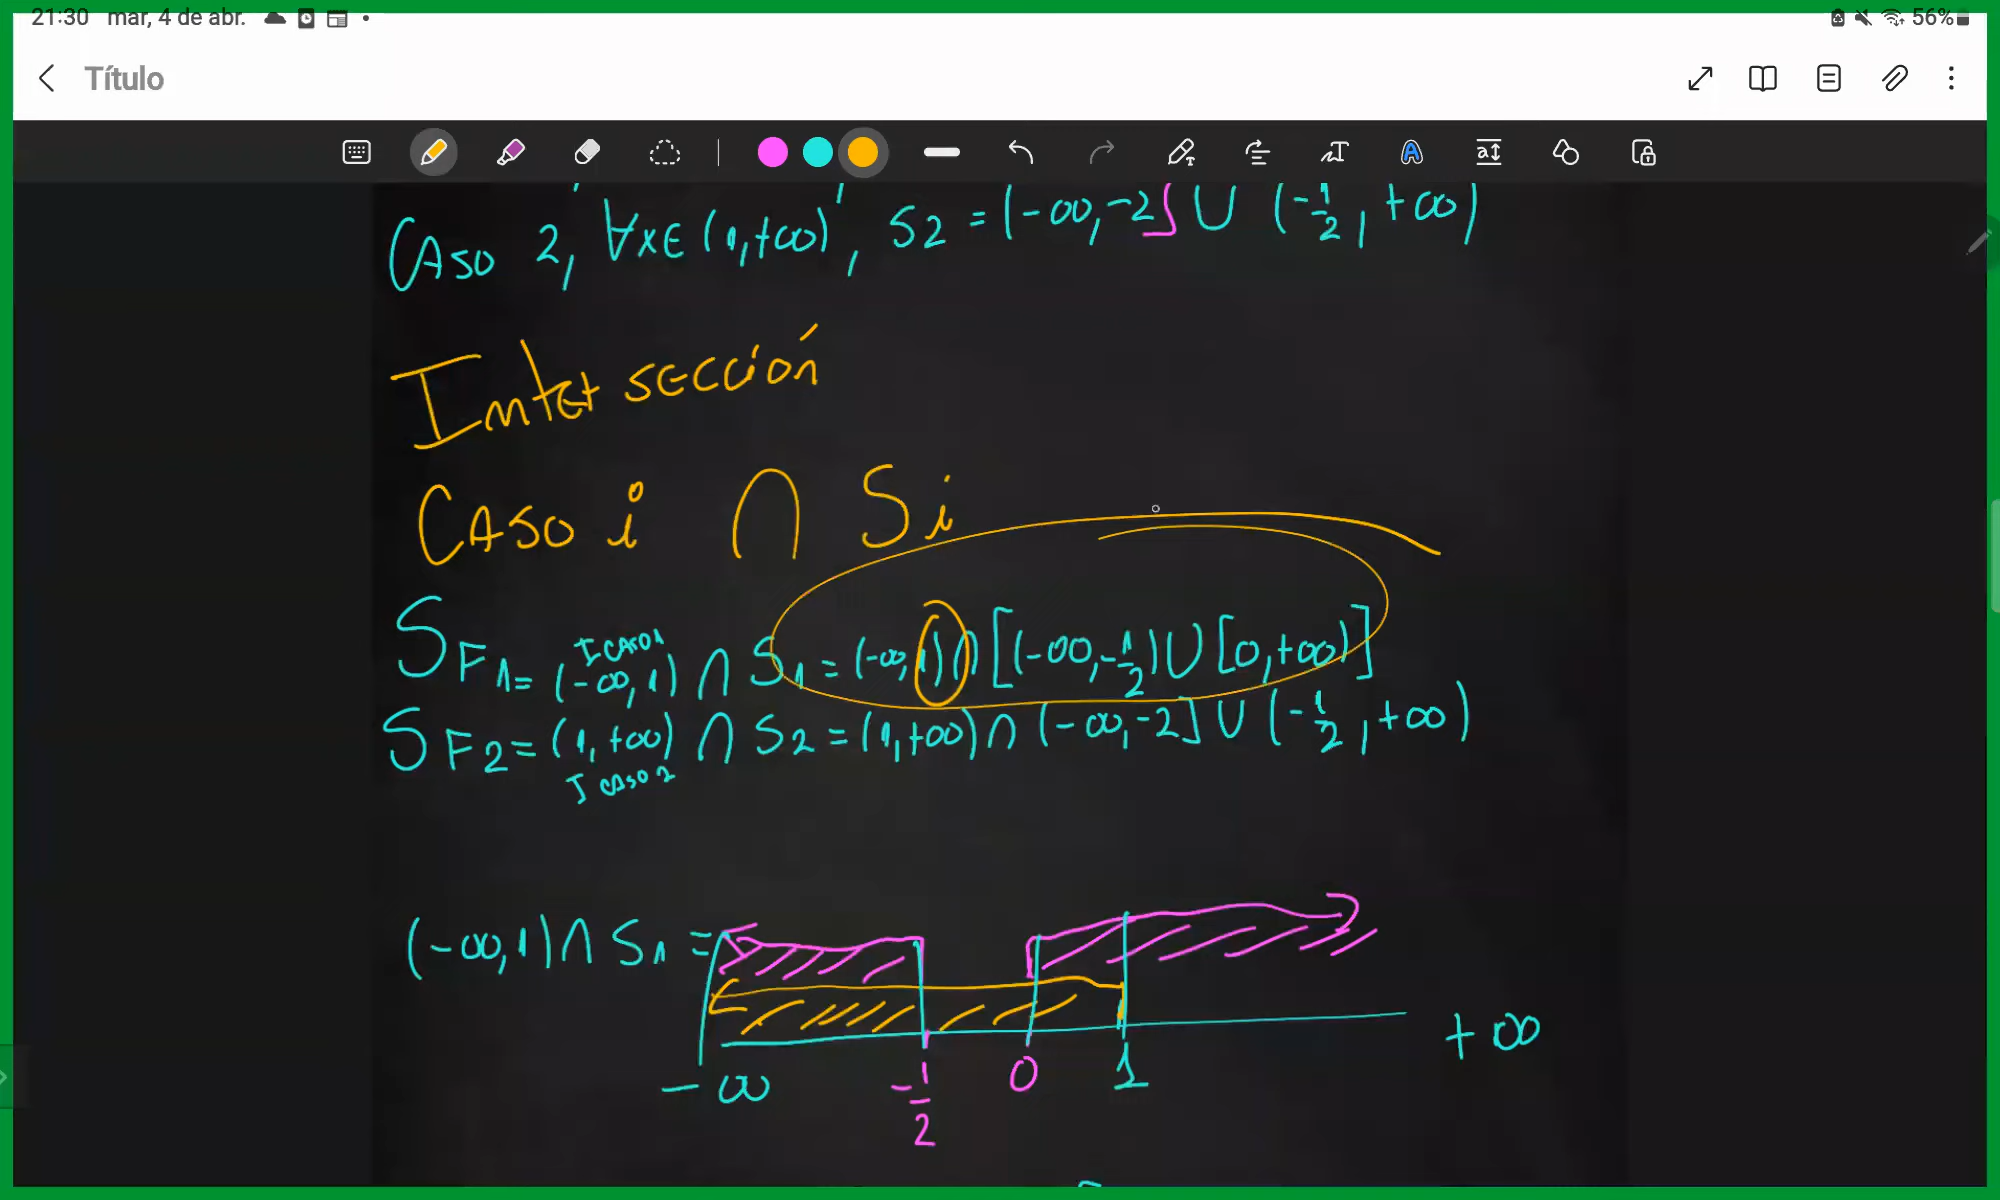 21:30 mar, 4 de abr. 56%
Título
Caso 2, ∀x∈(1,+∞), S2 = (-∞,-2] ∪ (-1/2, +∞)
Intersección
Caso i ∩ Si
I caso 1
SF1 = (-∞,1) ∩ S1 = (-∞,1) ∩ [(-∞,-1/2) ∪ [0,+∞)]
SF2 = (1,+∞) ∩ S2 = (1,+∞) ∩ (-∞,-2] ∪ (-1/2,+∞)
I caso 2
(-∞,1) ∩ S1 =
-∞ -1/2 0 1 +∞